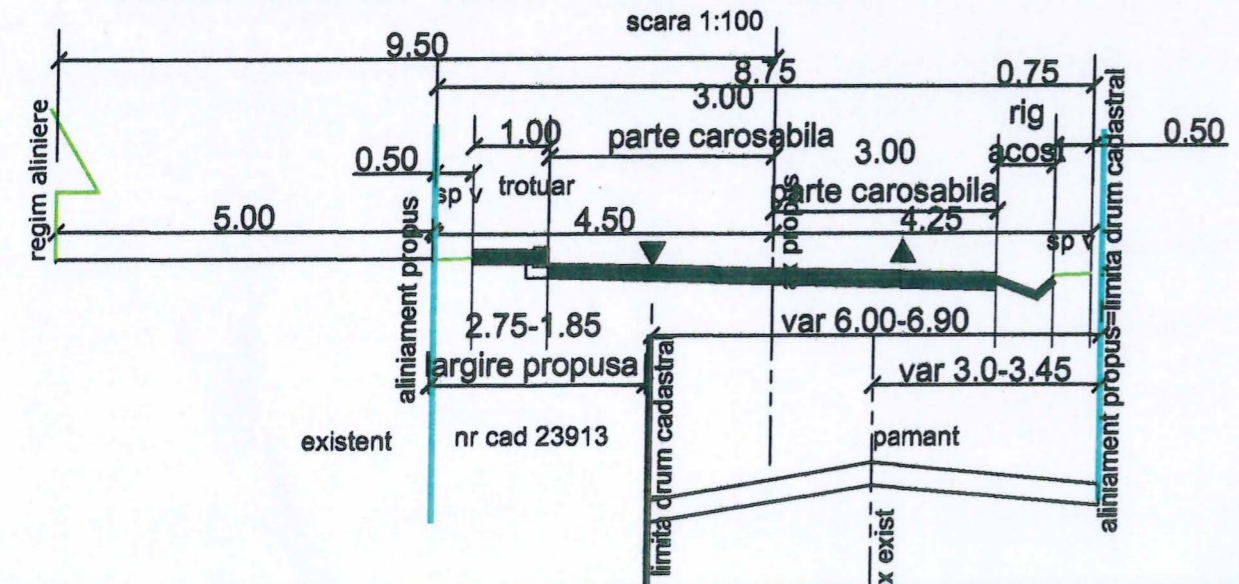 scara 1:100
9.50
8.75
0.75
3.00
rig
1.00
parte carosabila
0.50
3.00
acost
0.50
sp v
trotuar
parte carosabila
5.00
4.50
4.25
sp v
regim aliniere
aliniament propus
x propus
2.75-1.85
var 6.00-6.90
largire propusa
var 3.0-3.45
existent
nr cad 23913
pamant
limita drum cadastral
x exist
aliniament propus=limita drum cadastral